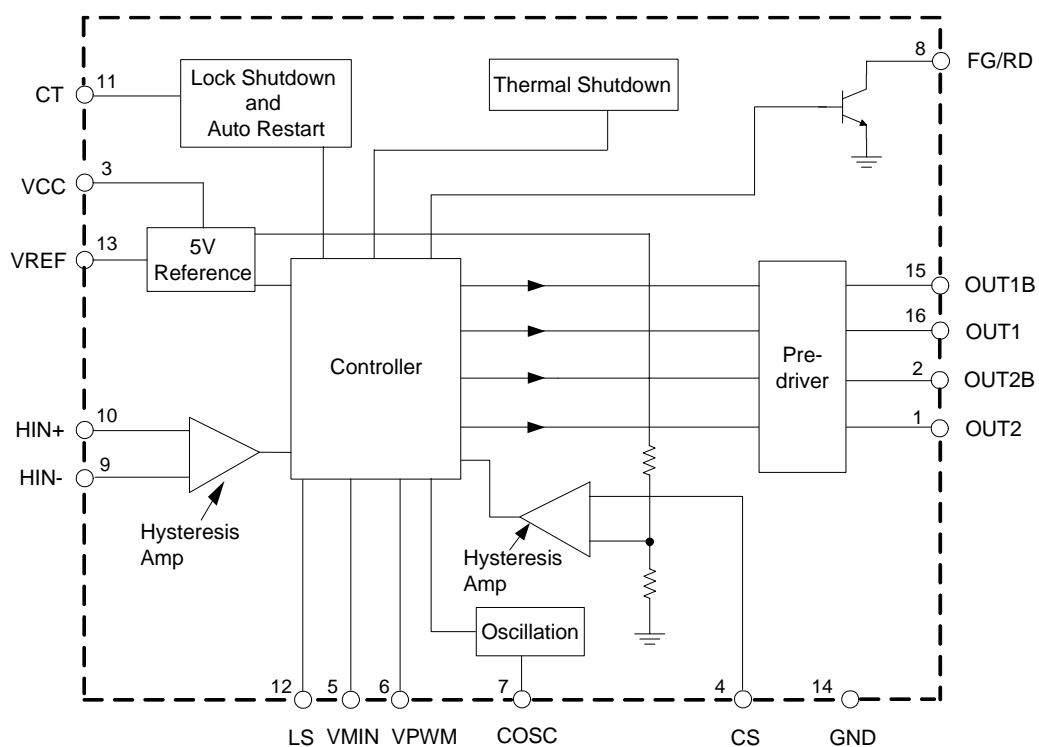 8
FG/RD
11
CT
Lock Shutdown
and
Auto Restart
Thermal Shutdown
3
VCC
13
VREF
5V
Reference
15
OUT1B
16
OUT1
Controller
Pre-
driver
2
OUT2B
1
OUT2
10
HIN+
9
HIN-
Hysteresis
Amp
Hysteresis
Amp
Oscillation
12
5
6
7
4
14
LS
VMIN
VPWM
COSC
CS
GND